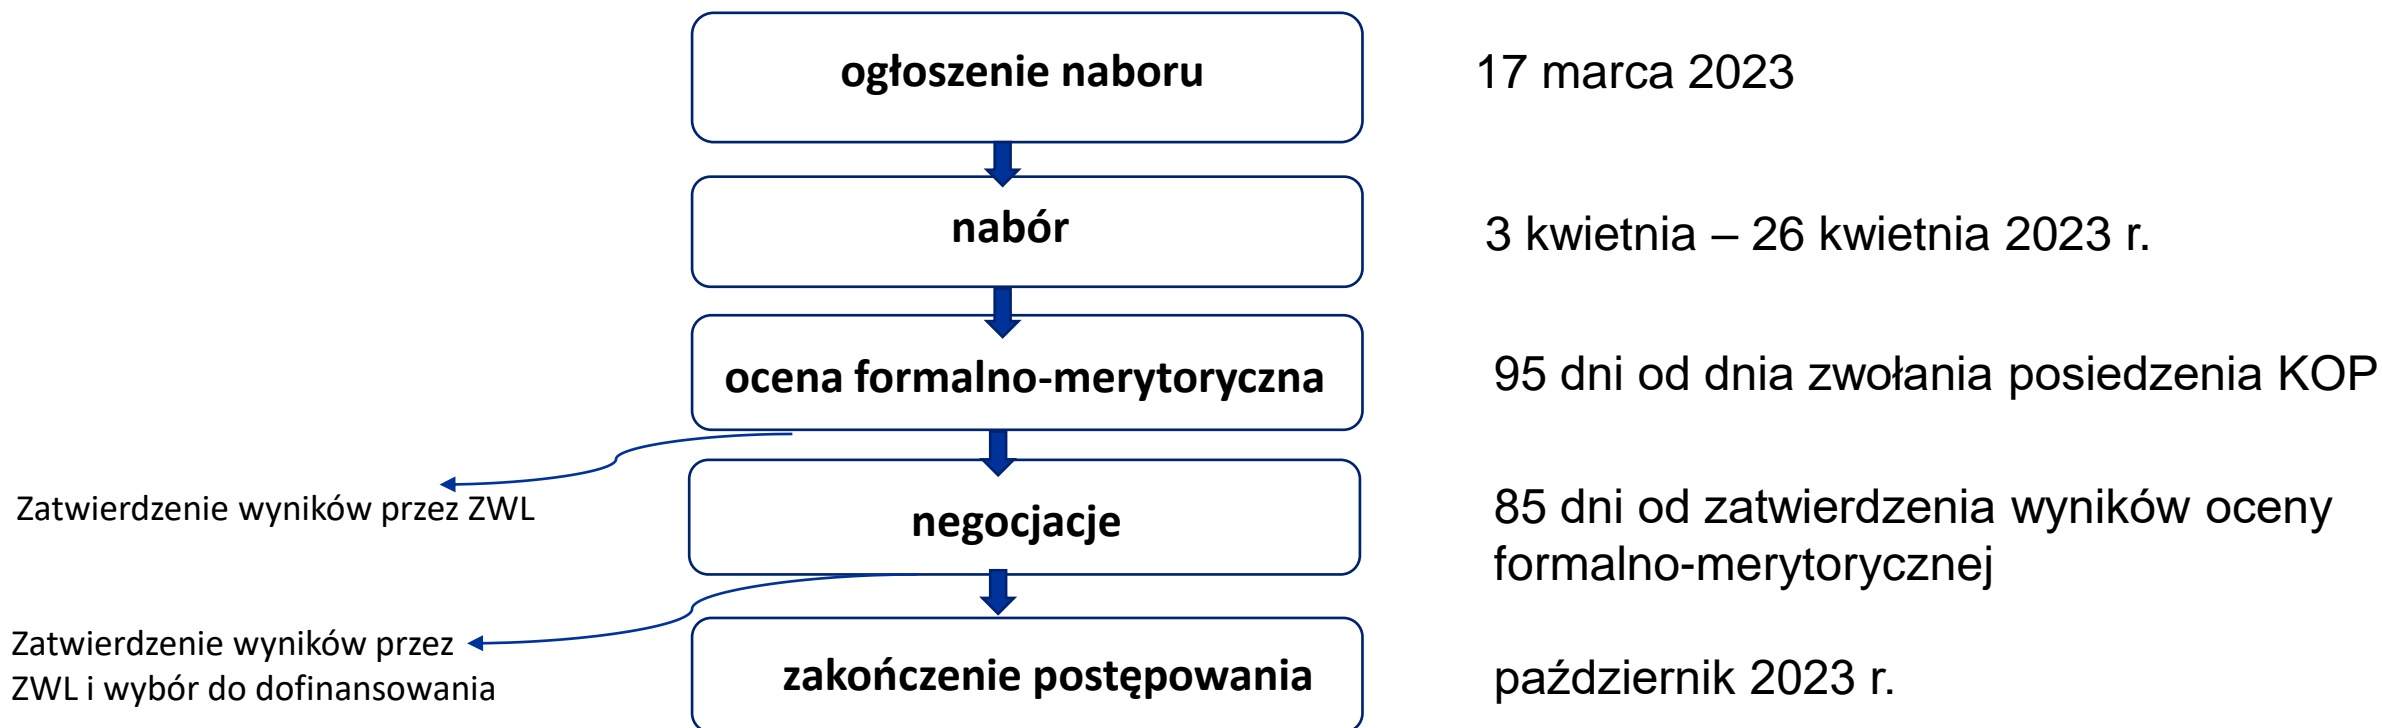 ogłoszenie naboru
17 marca 2023
nabór
3 kwietnia – 26 kwietnia 2023 r.
ocena formalno-merytoryczna
95 dni od dnia zwołania posiedzenia KOP
Zatwierdzenie wyników przez ZWL
negocjacje
85 dni od zatwierdzenia wyników oceny
formalno-merytorycznej
Zatwierdzenie wyników przez
ZWL i wybór do dofinansowania
zakończenie postępowania
październik 2023 r.